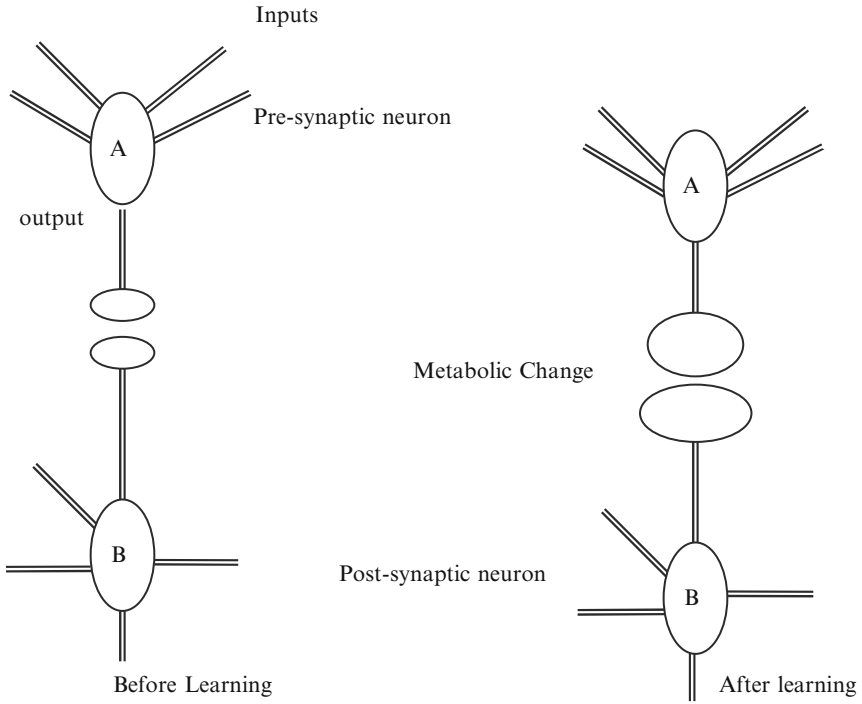 Inputs
Pre-synaptic neuron
A
A
output
Metabolic Change
B
Post-synaptic neuron
B
Before Learning
After learning